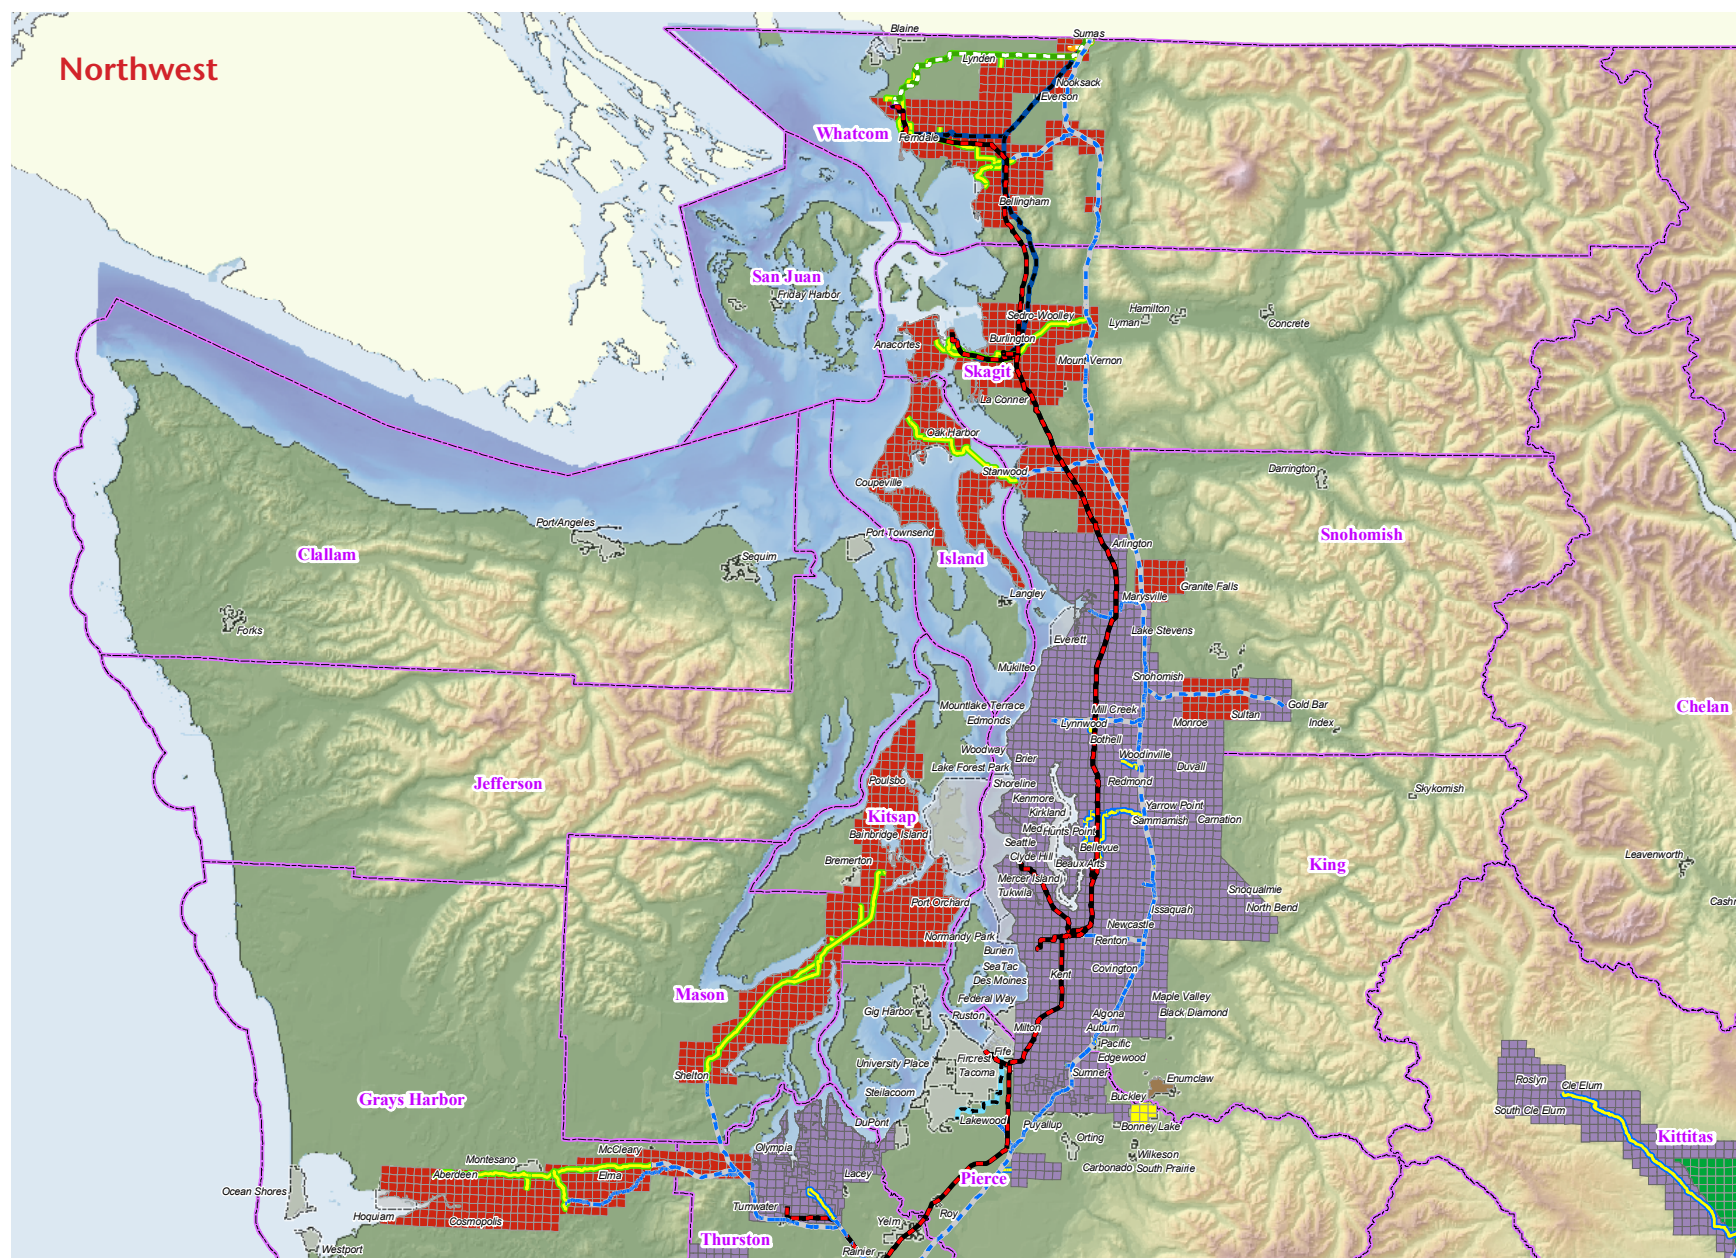 Northwest
Blaine
Sumas
Lynden
Nooksack
Everson
Whatcom
Ferndale
Bellingham
San Juan
Friday Harbor
Sedro-Woolley
Hamilton
Lyman
Concrete
Anacortes
Burlington
Mount Vernon
Skagit
La Conner
Oak Harbor
Stanwood
Darrington
Coupeville
Port Angeles
Port Townsend
Snohomish
Clallam
Sequim
Island
Arlington
Granite Falls
Langley
Marysville
Forks
Everett
Lake Stevens
Mukilteo
Snohomish
Mountlake Terrace
Mill Creek
Gold Bar
Chelan
Edmonds
Lynnwood
Monroe
Sultan
Index
Bothell
Woodway
Brier
Woodinville
Lake Forest Park
Duvall
Jefferson
Poulsbo
Shoreline
Redmond
Skykomish
Kenmore
Yarrow Point
Kitsap
Kirkland
Sammamish
Carnation
Bainbridge Island
Med
Hunts Point
Seattle
Bellevue
Bremerton
Clyde Hill
Beaux Arts
King
Leavenworth
Mercer Island
Tukwila
Snoqualmie
Port Orchard
Issaquah
North Bend
Cashm
Newcastle
Normandy Park
Renton
Burien
SeaTac
Kent
Covington
Des Moines
Mason
Federal Way
Maple Valley
Gig Harbor
Ruston
Algona
Black Diamond
Milton
Auburn
Pacific
Fife
Edgewood
University Place
Fircrest
Tacoma
Sumner
Shelton
Enumclaw
Roslyn
Cle Elum
Steilacoom
Buckley
Grays Harbor
South Cle Elum
DuPont
Lakewood
Puyallup
Bonney Lake
Kittitas
Orting
Olympia
McCleary
Wilkeson
Montesano
Carbonado
South Prairie
Aberdeen
Elma
Lacey
Pierce
Ocean Shores
Tumwater
Hoquiam
Cosmopolis
Roy
Yelm
Thurston
Westport
Rainier